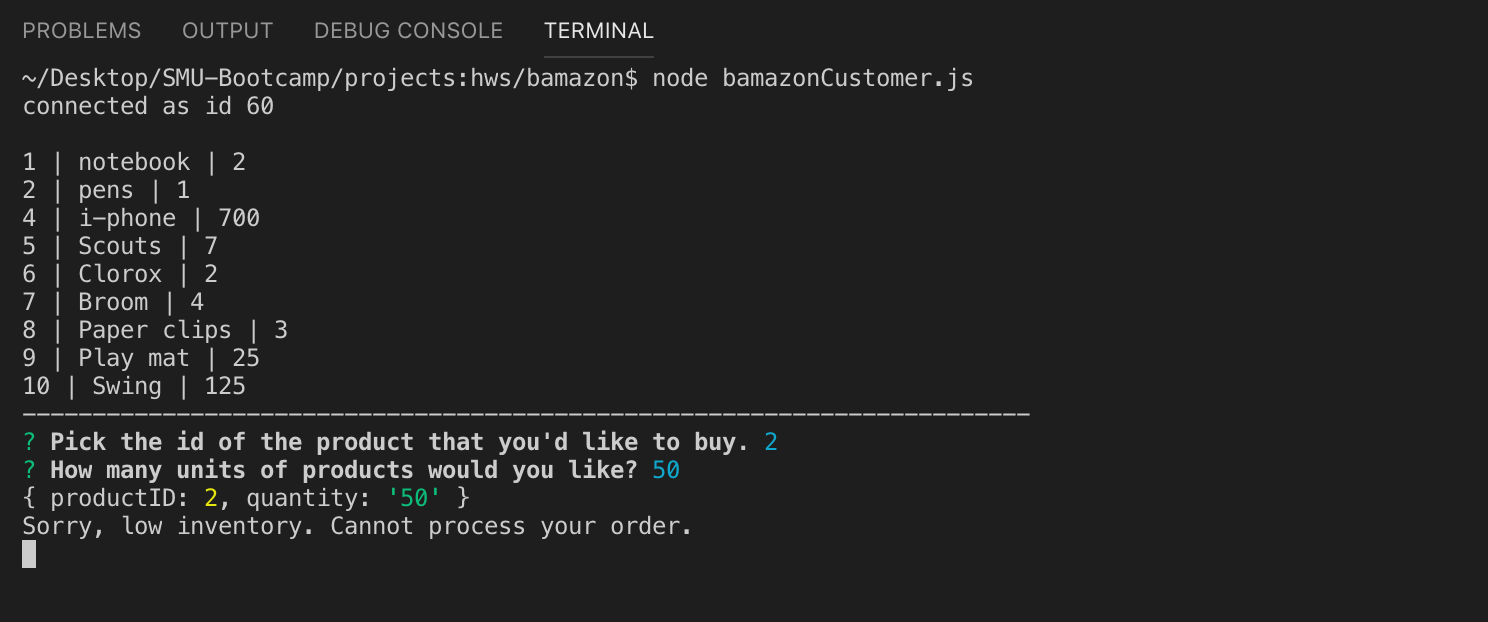 PROBLEMS OUTPUT DEBUG CONSOLE TERMINAL
~/Desktop/SMU-Bootcamp/projects:hws/bamazon$ node bamazonCustomer.js
connected as id 60
1 | notebook | 2
2 | pens | 1
4 | i-phone | 700
5 | Scouts | 7
6 | Clorox | 2
7 | Broom | 4
8 | Paper clips | 3
9 | Play mat | 25
10 | Swing | 125
------------------------------------------------------------------------
? Pick the id of the product that you'd like to buy. 2
? How many units of products would you like? 50
{ productID: 2, quantity: '50' }
Sorry, low inventory. Cannot process your order.